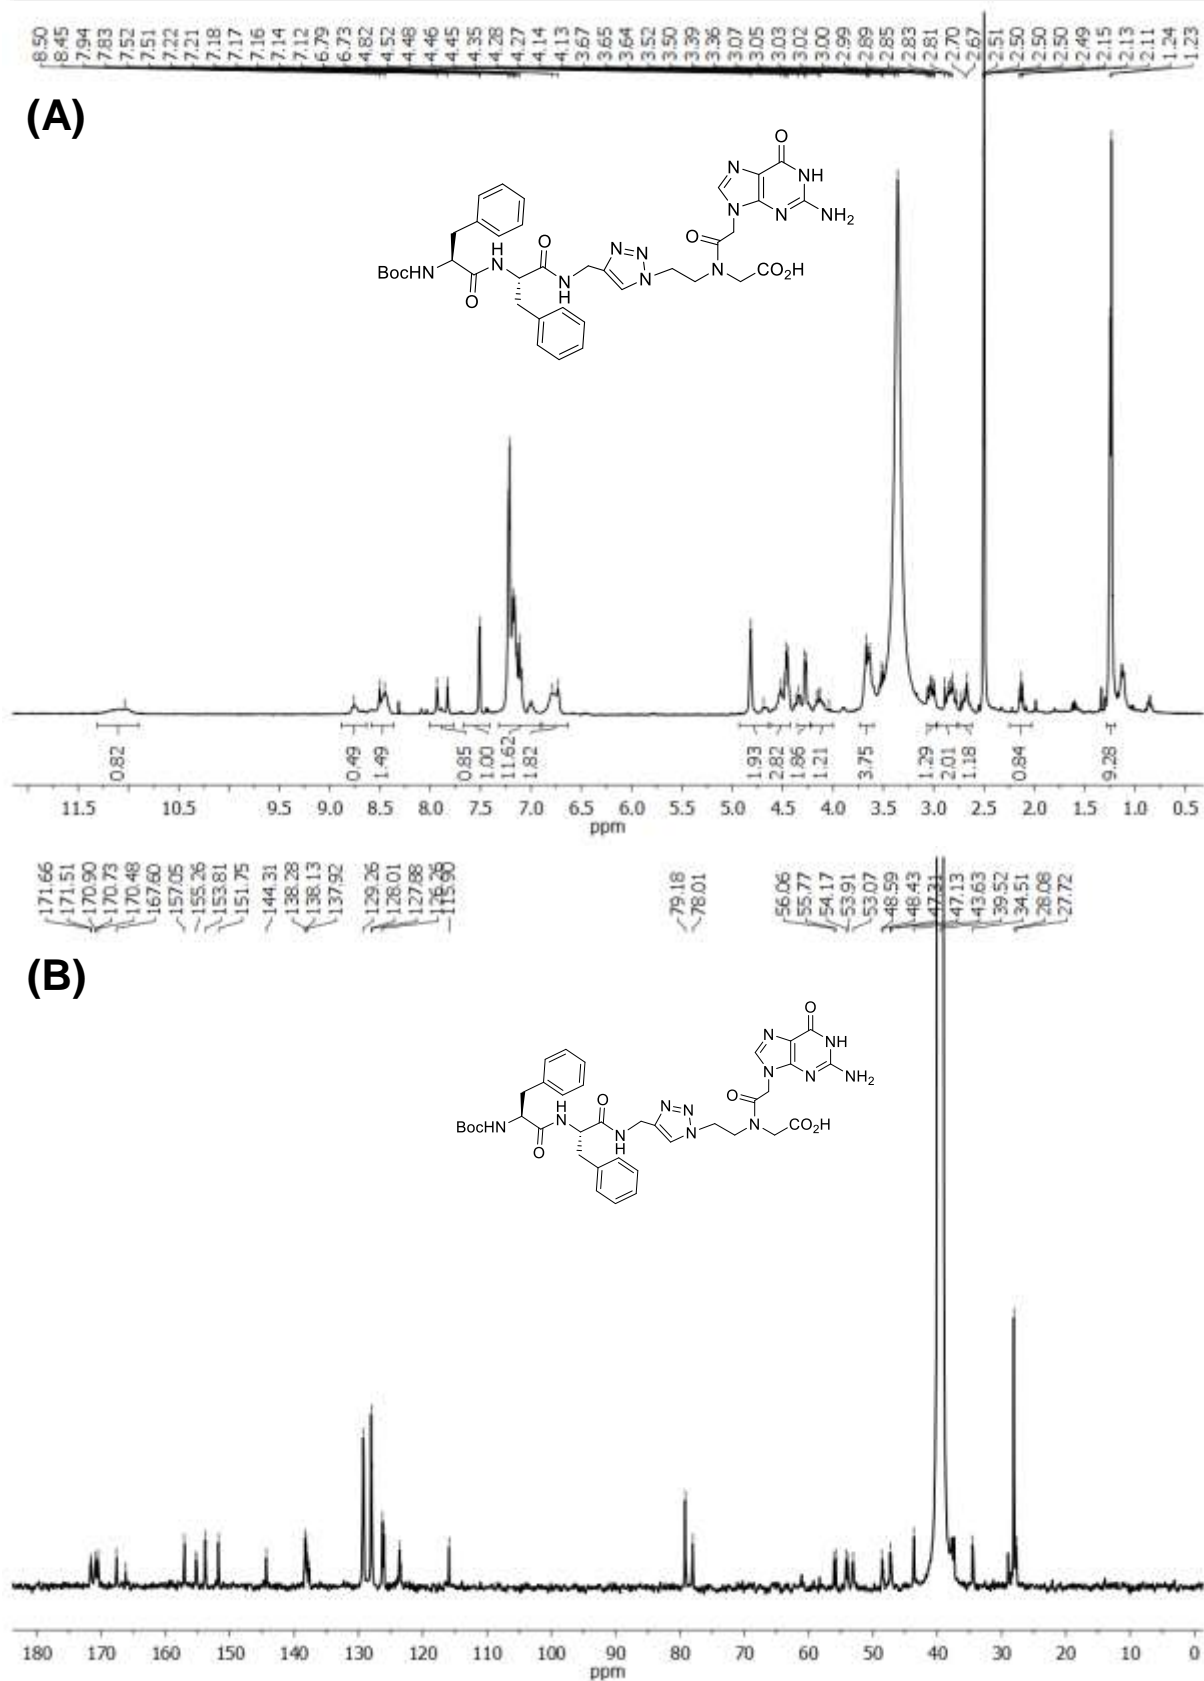 8.50 8.45 7.94 7.83 7.52 7.51 7.22 7.21 7.18 7.17 7.16 7.14 7.12 6.79 6.73 4.82 4.52 4.48 4.46 4.45 4.35 4.28 4.27 4.14 4.13 3.67 3.65 3.64 3.52 3.50 3.39 3.36 3.07 3.05 3.03 3.02 3.00 2.99 2.89 2.85 2.83 2.81 2.70 2.67 2.51 2.50 2.50 2.50 2.49 2.15 2.13 2.11 1.24 1.23
(A)
O
N NH
N N NH2
O
H O N N
BocHN N N N N CO2H
O H
0.82 0.49 1.49 0.85 1.00 11.62 1.82 1.93 2.82 1.86 1.21 3.75 1.29 2.01 1.18 0.84 9.28
11.5 10.5 9.0 8.5 8.0 7.5 7.0 6.5 6.0 5.5 5.0 4.5 4.0 3.5 3.0 2.5 2.0 1.5 1.0 0.5
ppm
171.66 171.51 170.90 170.73 170.48 167.60 157.05 155.26 153.81 151.75 144.31 138.28 138.13 137.92 129.26 128.01 127.88 126.26 115.90 79.18 78.01 56.06 55.77 54.17 53.91 53.07 48.59 48.43 47.31 47.13 43.63 39.52 34.51 28.08 27.72
(B)
O
N NH
N N NH2
O
H O N N
BocHN N N N N CO2H
O H
180 170 160 150 140 130 120 110 100 90 80 70 60 50 40 30 20 10 0
ppm